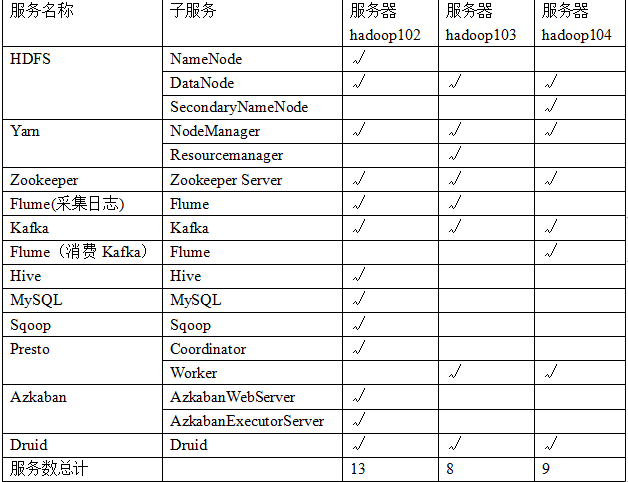 服务名称 子服务 服务器 服务器 服务器
hadoop102 hadoop103 hadoop104
HDFS NameNode √
DataNode √ √ √
SecondaryNameNode √
Yarn NodeManager √ √ √
Resourcemanager √
Zookeeper Zookeeper Server √ √ √
Flume(采集日志) Flume √ √
Kafka Kafka √ √ √
Flume（消费 Kafka） Flume √
Hive Hive √
MySQL MySQL √
Sqoop Sqoop √
Presto Coordinator √
Worker √ √
Azkaban AzkabanWebServer √
AzkabanExecutorServer √
Druid Druid √ √ √
服务数总计 13 8 9